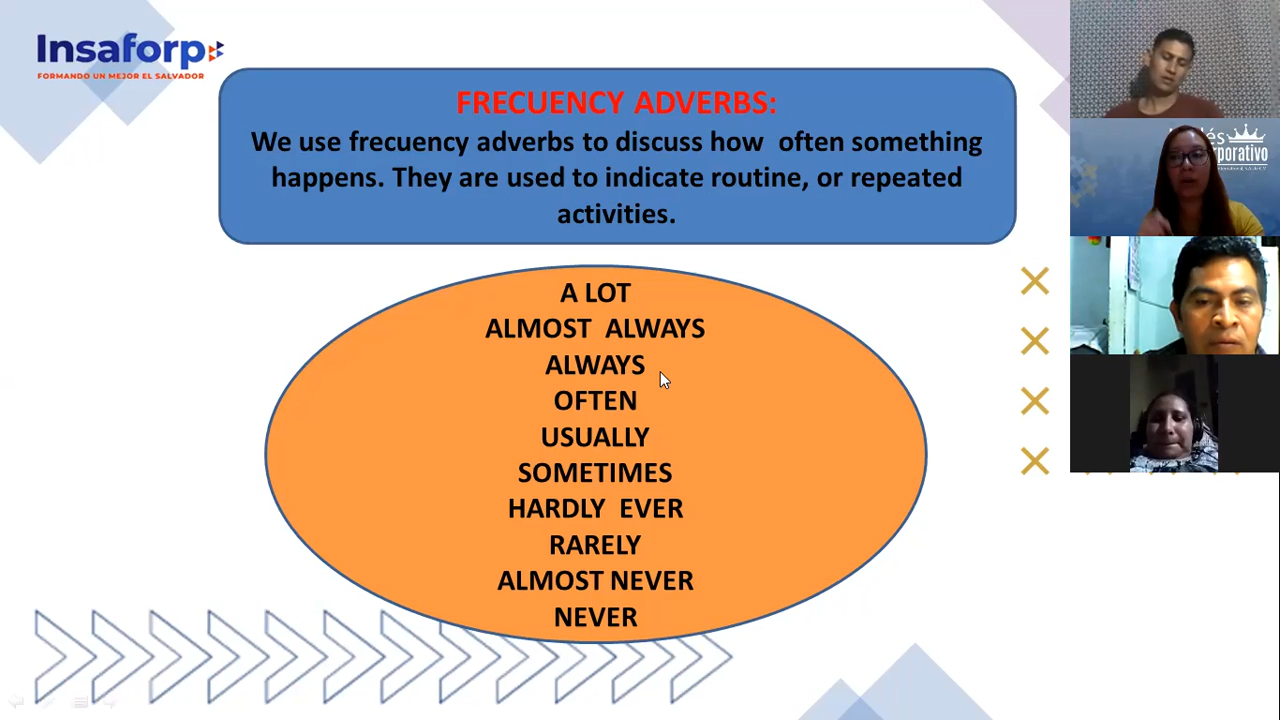 Insaforp
FORMANDO UN MEJOR EL SALVADOR
FRECUENCY ADVERBS:
We use frecuency adverbs to discuss how often something
happens. They are used to indicate routine, or repeated
activities.
A LOT
ALMOST ALWAYS
ALWAYS
OFTEN
USUALLY
SOMETIMES
HARDLY EVER
RARELY
ALMOST NEVER
NEVER